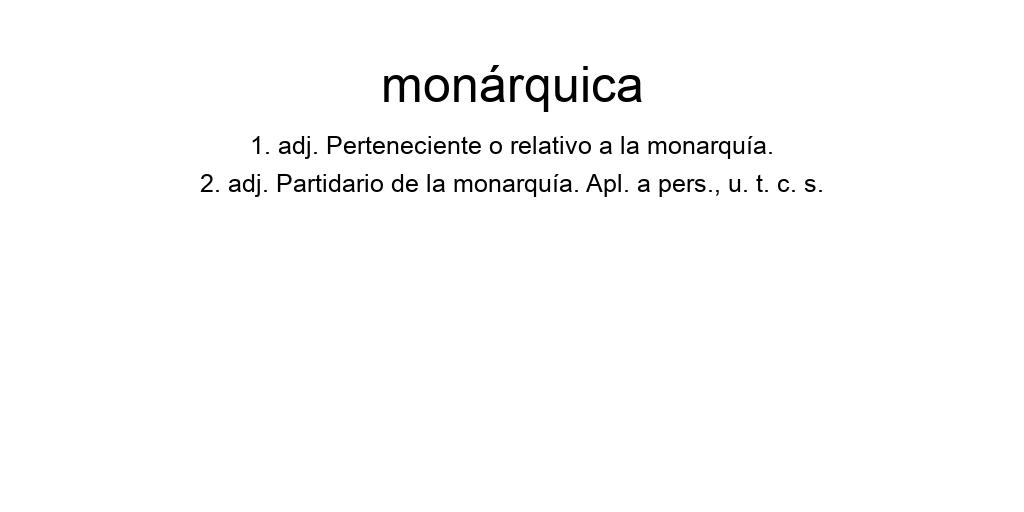 monárquica
1. adj. Perteneciente o relativo a la monarquía.
2. adj. Partidario de la monarquía. Apl. a pers., u. t. c. s.